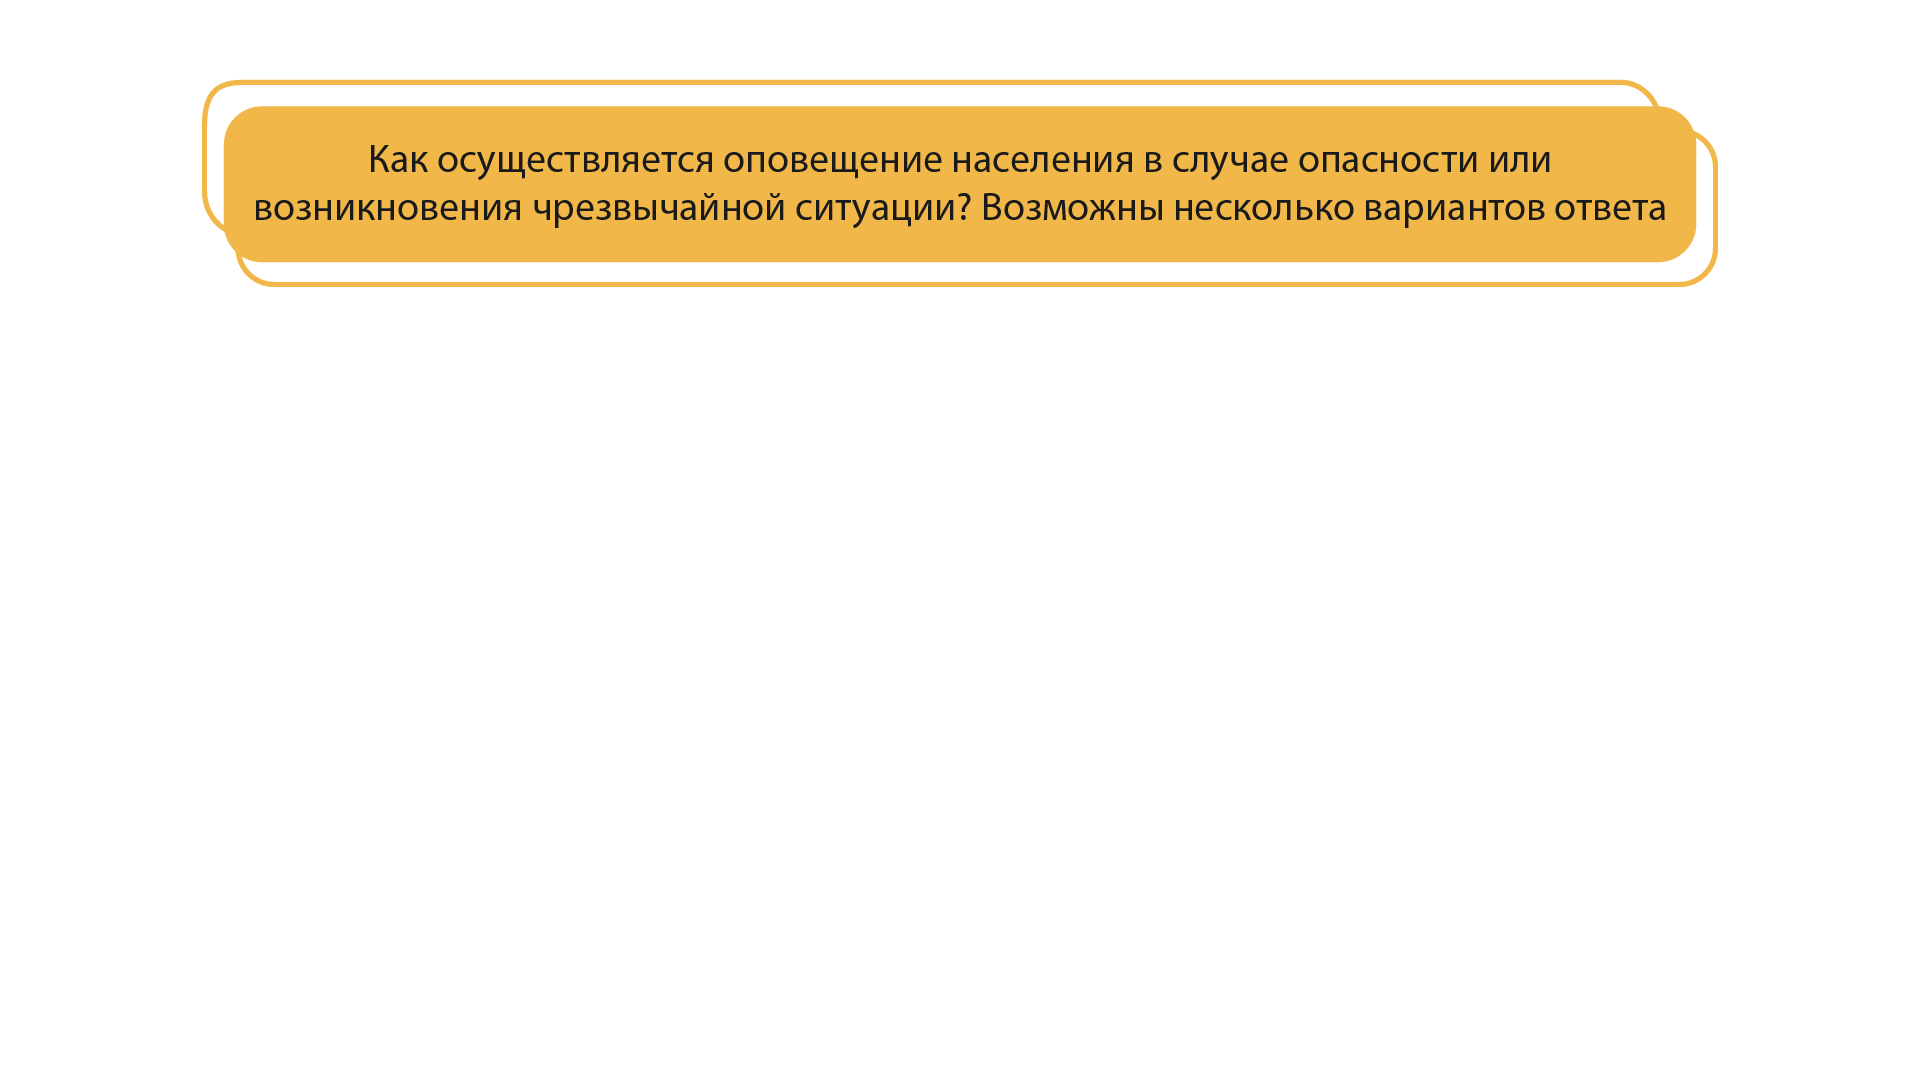 Как осуществляется оповещение населения в случае опасности или
возникновения чрезвычайной ситуации? Возможны несколько вариантов ответа